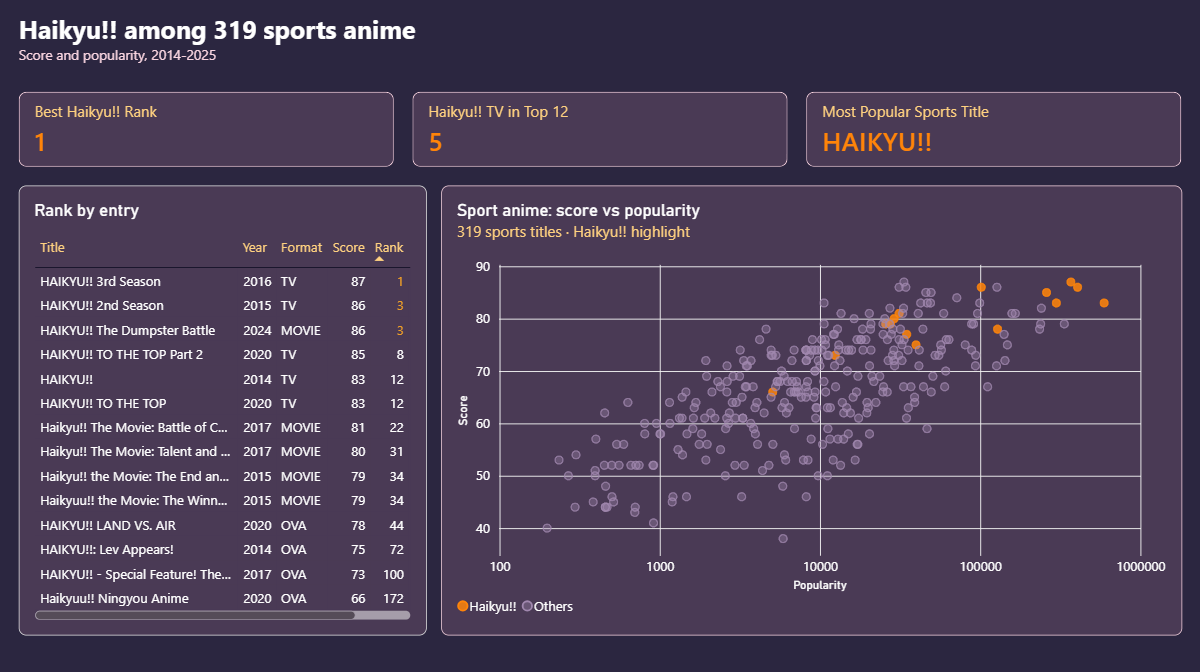 Haikyu!! among 319 sports anime
Score and popularity, 2014-2025
Best Haikyu!! Rank
1
Haikyu!! TV in Top 12
5
Most Popular Sports Title
HAIKYU!!
Rank by entry
Title Year Format Score Rank
HAIKYU!! 3rd Season 2016 TV 87 1
HAIKYU!! 2nd Season 2015 TV 86 3
HAIKYU!! The Dumpster Battle 2024 MOVIE 86 3
HAIKYU!! TO THE TOP Part 2 2020 TV 85 8
HAIKYU!! 2014 TV 83 12
HAIKYU!! TO THE TOP 2020 TV 83 12
Haikyu!! The Movie: Battle of C... 2017 MOVIE 81 22
Haikyu!! The Movie: Talent and ... 2017 MOVIE 80 31
Haikyu!! the Movie: The End an... 2015 MOVIE 79 34
Haikyuu!! the Movie: The Winn... 2015 MOVIE 79 34
HAIKYU!! LAND VS. AIR 2020 OVA 78 44
HAIKYU!!: Lev Appears! 2014 OVA 75 72
HAIKYU!! - Special Feature! The... 2017 OVA 73 100
Haikyuu!! Ningyou Anime 2020 OVA 66 172
Sport anime: score vs popularity
319 sports titles · Haikyu!! highlight
Score
90
80
70
60
50
40
100 1000 10000 100000 1000000
Popularity
Haikyu!! Others